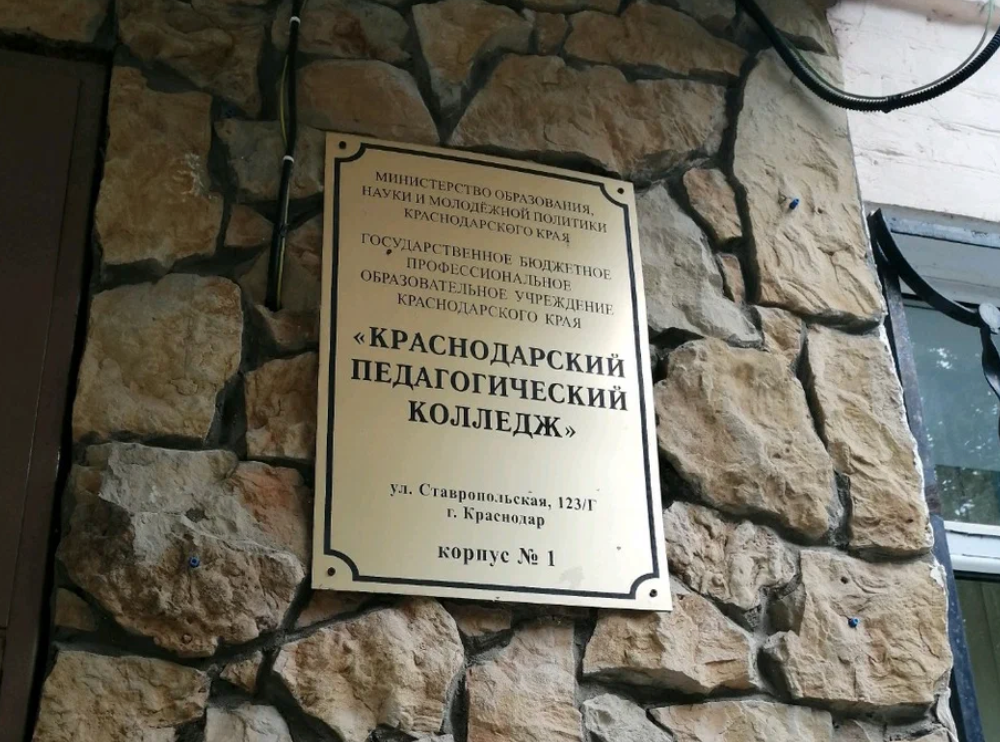 МИНИСТЕРСТВО ОБРАЗОВАНИЯ,
НАУКИ И МОЛОДЁЖНОЙ ПОЛИТИКИ
КРАСНОДАРСКОГО КРАЯ
ГОСУДАРСТВЕННОЕ БЮДЖЕТНОЕ
ПРОФЕССИОНАЛЬНОЕ
ОБРАЗОВАТЕЛЬНОЕ УЧРЕЖДЕНИЕ
КРАСНОДАРСКОГО КРАЯ
«КРАСНОДАРСКИЙ
ПЕДАГОГИЧЕСКИЙ
КОЛЛЕДЖ»
ул. Ставропольская, 123/Г
г. Краснодар
корпус № 1